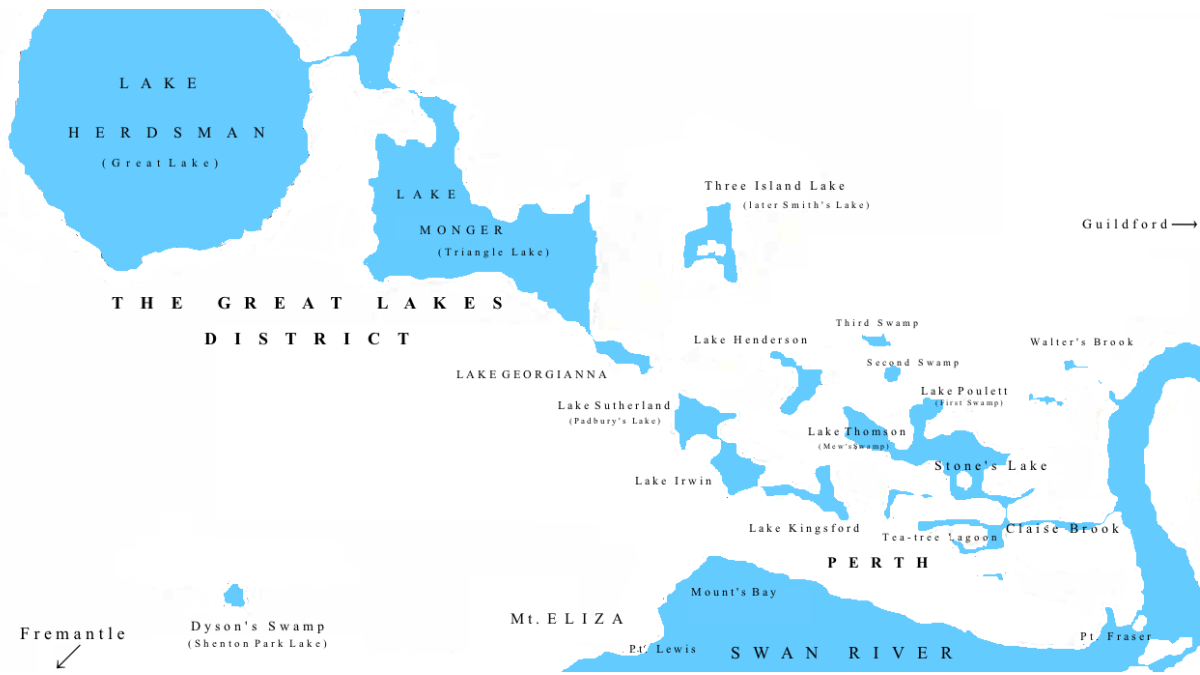 LAKE
HERDSMAN
(Great Lake)
LAKE
MONGER
(Triangle Lake)
Three Island Lake
(later Smith's Lake)
Guildford
THE GREAT LAKES
DISTRICT
Third Swamp
Lake Henderson
Walter's Brook
Second Swamp
LAKE GEORGIANNA
Lake Poulett
(First Swamp)
Lake Sutherland
(Padbury's Lake)
Lake Thomson
(Mew's Swamp)
Stone's Lake
Lake Irwin
Lake Kingsford
Claise Brook
Tea-tree Lagoon
PERTH
Mount's Bay
Mt. ELIZA
Dyson's Swamp
(Shenton Park Lake)
Fremantle
Pt. Fraser
Pt. Lewis
SWAN RIVER